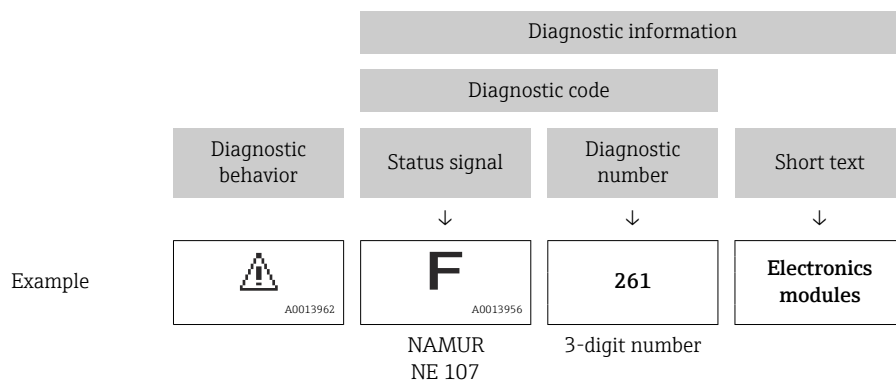 Diagnostic information
Diagnostic code
Diagnostic
behavior
Status signal
Diagnostic
number
Short text
↓ ↓ ↓
Example
A0013962
F
A0013956
261
Electronics
modules
NAMUR
NE 107
3-digit number